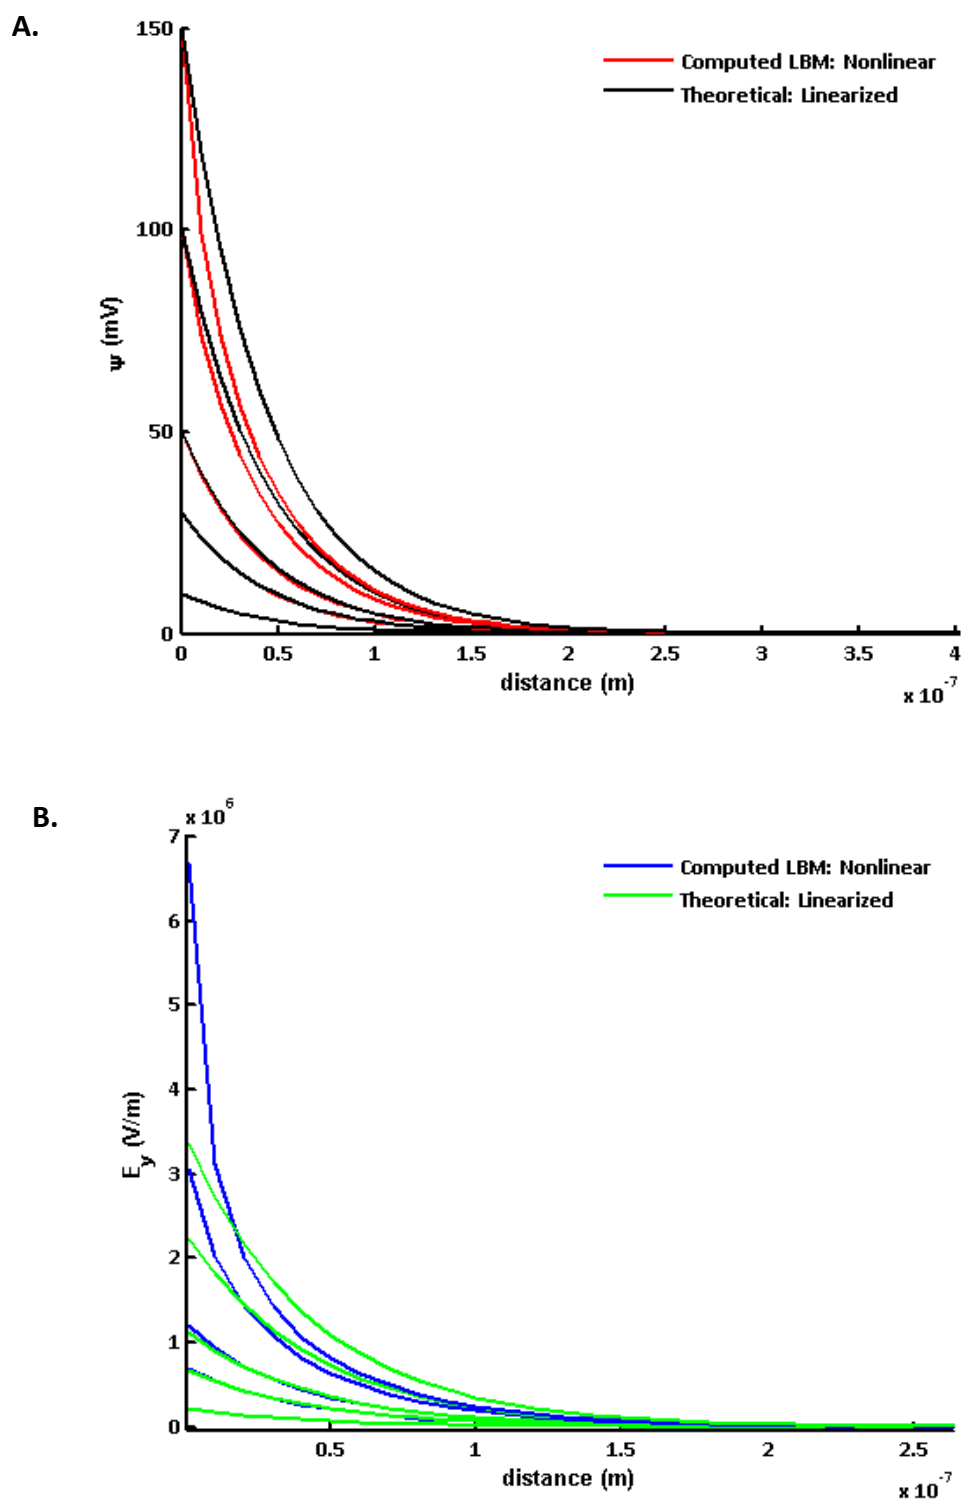 A.
150
Computed LBM: Nonlinear
Theoretical: Linearized
100
ψ (mV)
50
0
0 0.5 1 1.5 2 2.5 3 3.5 4
distance (m)
x 10-7
B.
x 106
7
Computed LBM: Nonlinear
Theoretical: Linearized
6
5
4
Ey (V/m)
3
2
1
0
0.5 1 1.5 2 2.5
distance (m)
x 10-7